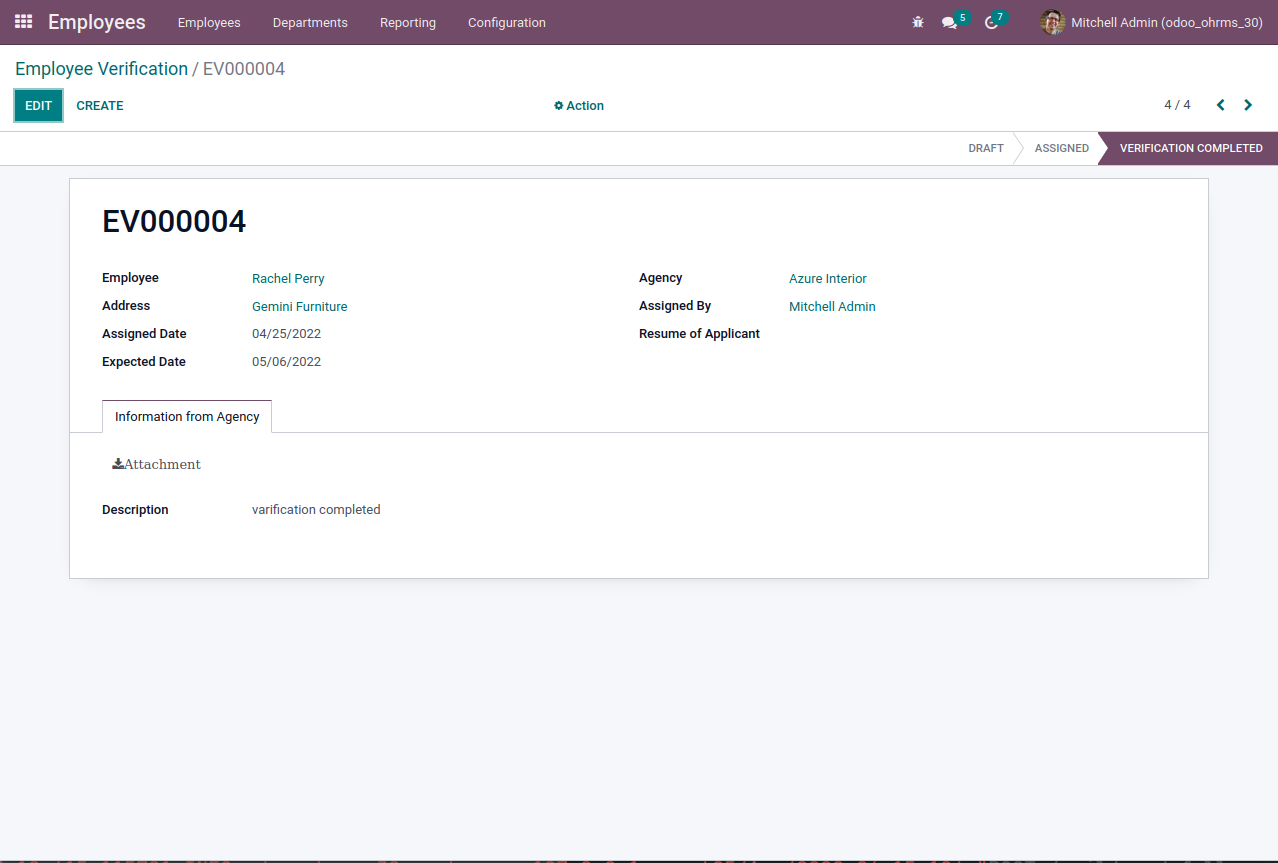 Employees Employees Departments Reporting Configuration 5 7 Mitchell Admin (odoo_ohrms_30)
Employee Verification / EV000004
EDIT CREATE Action 4 / 4
DRAFT ASSIGNED VERIFICATION COMPLETED
EV000004
Employee Rachel Perry Agency Azure Interior
Address Gemini Furniture Assigned By Mitchell Admin
Assigned Date 04/25/2022 Resume of Applicant
Expected Date 05/06/2022
Information from Agency
Attachment
Description varification completed